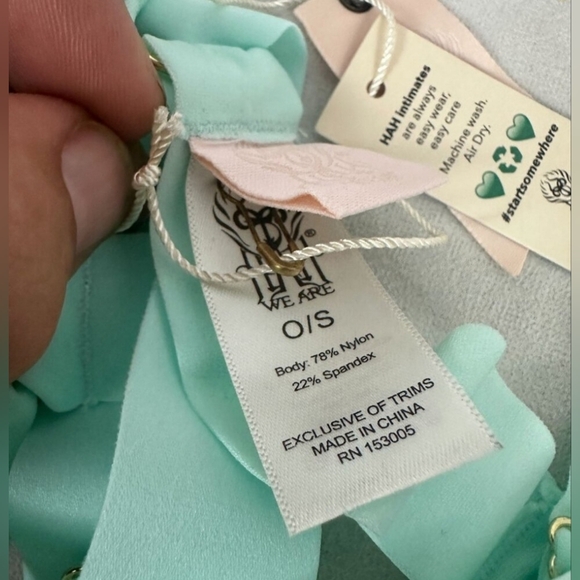 HAH intimates
are always
easy wear,
easy care
Machine wash.
Air Dry.
#startsomewhere
®
WE ARE
O/S
Body: 78% Nylon
22% Spandex
EXCLUSIVE OF TRIMS
MADE IN CHINA
RN 153005